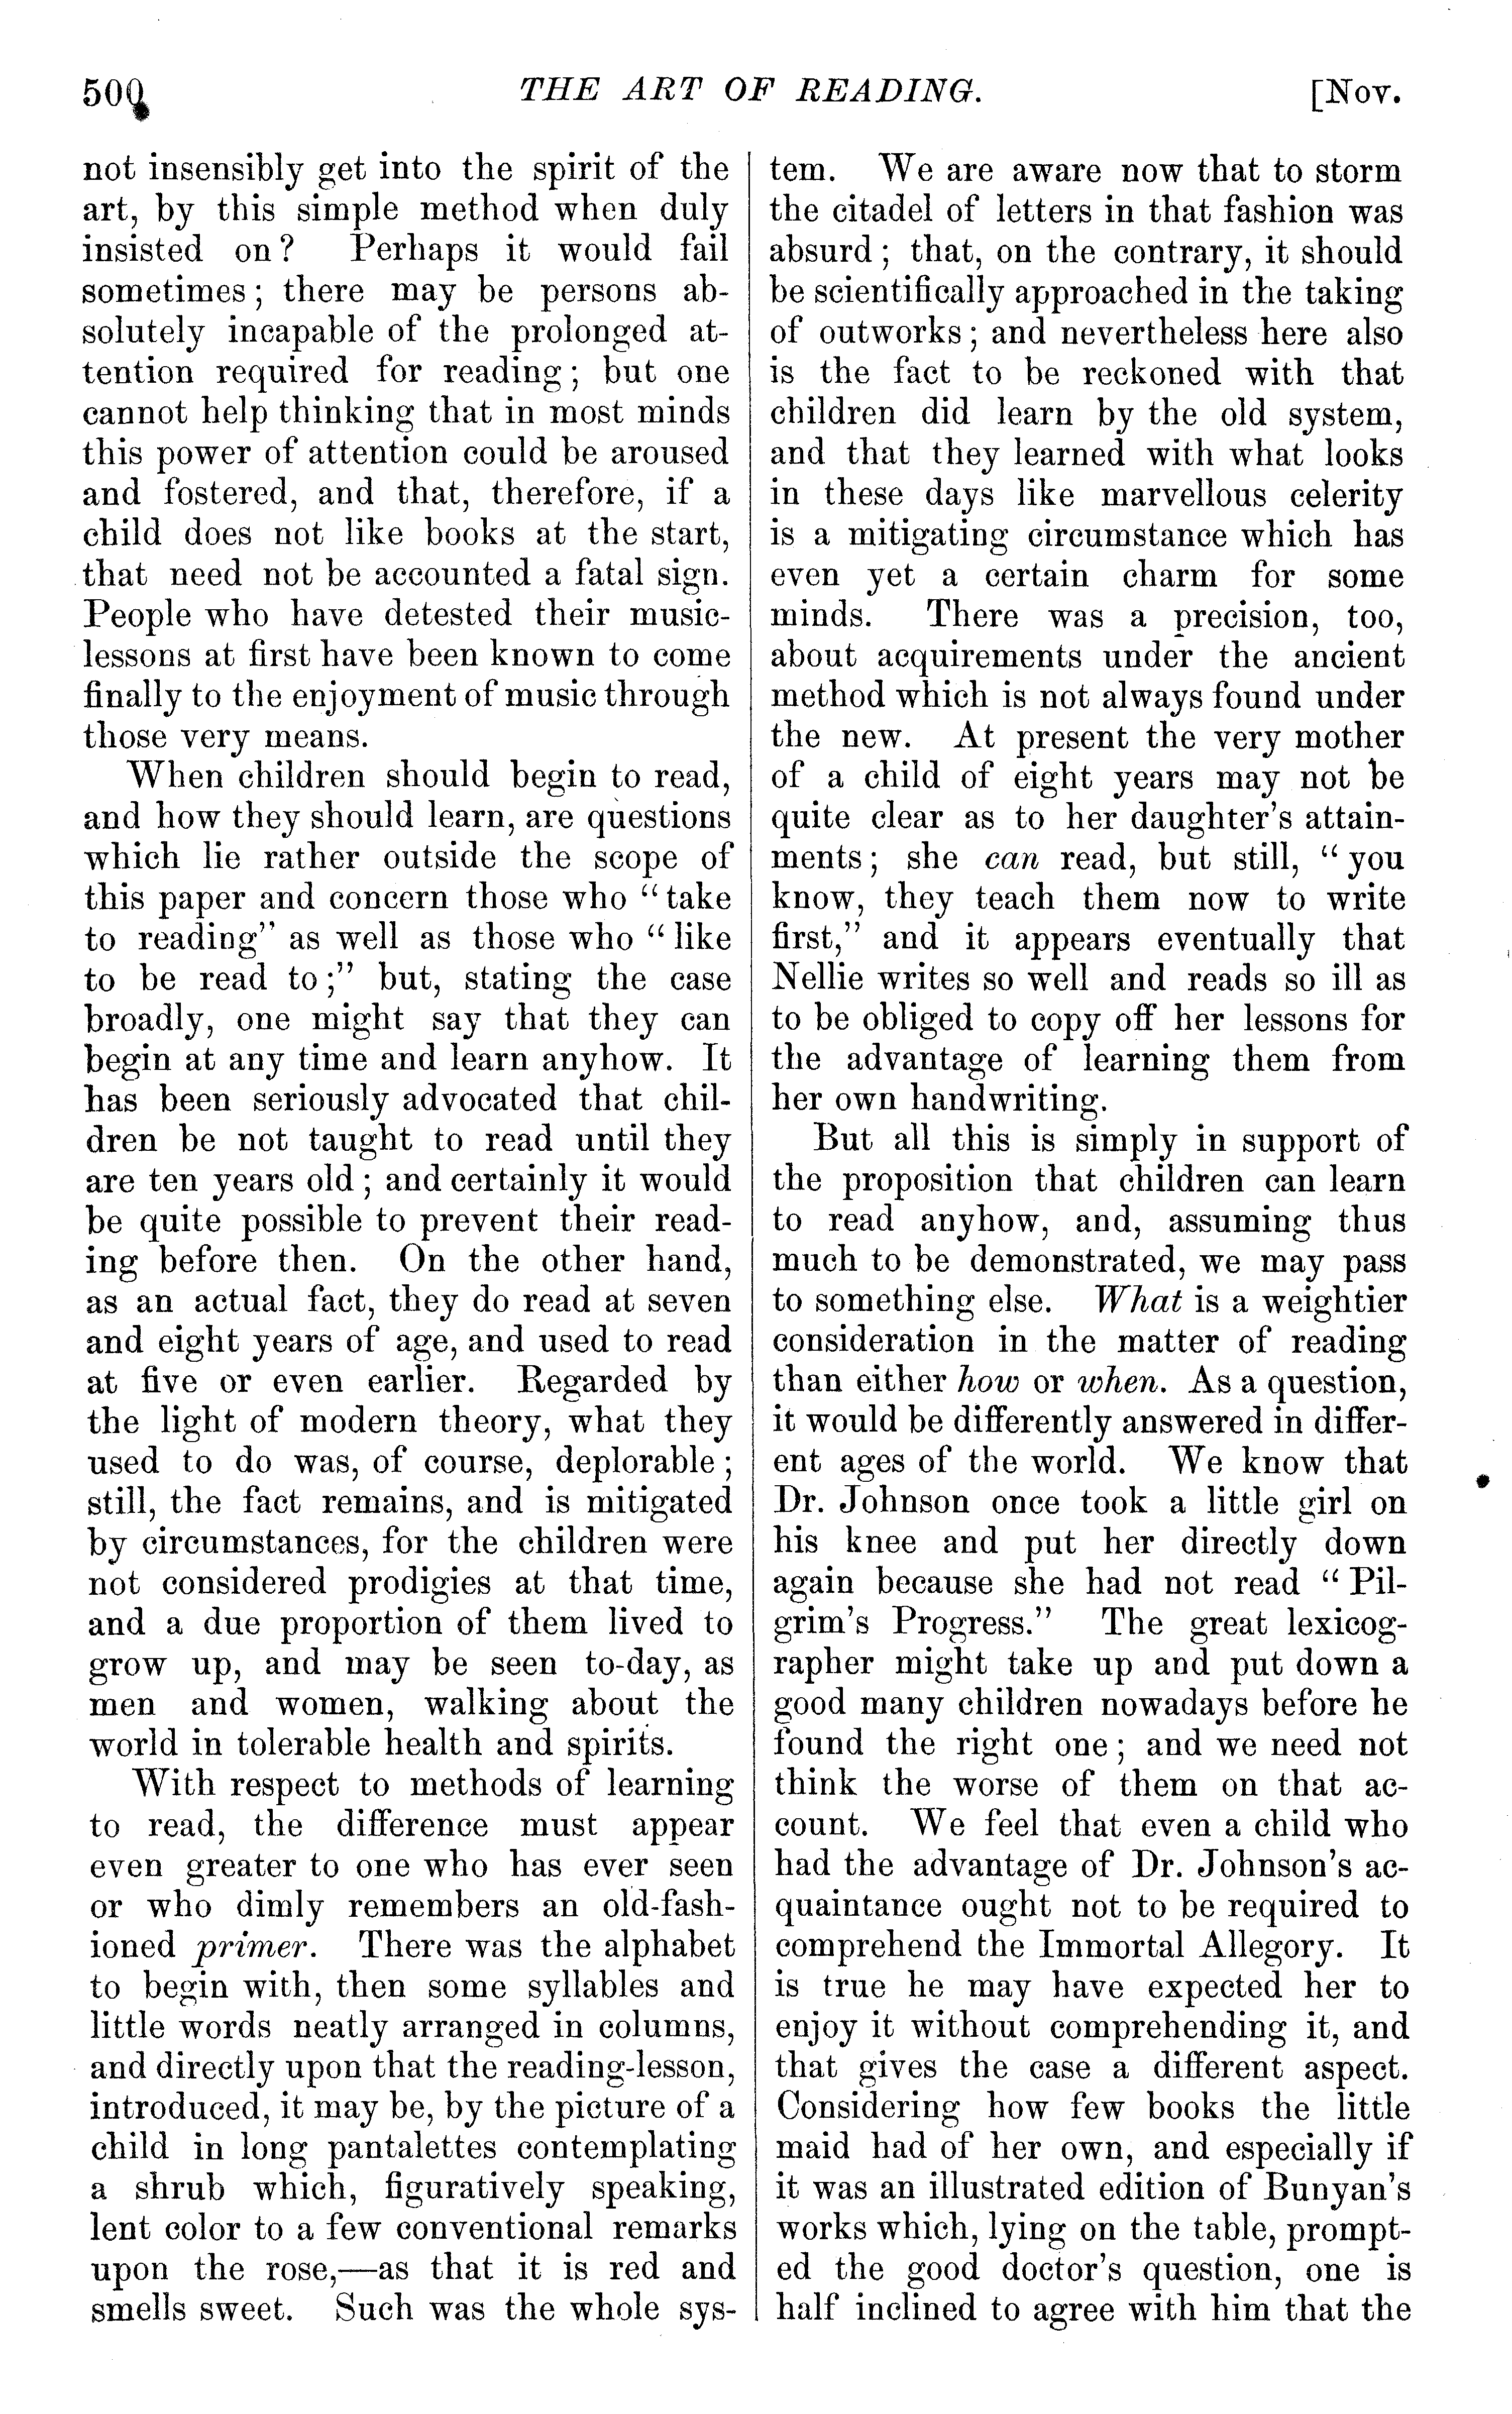 500
THE ART OF READING.
[Nov.
not insensibly get into the spirit of the
art, by this simple method when duly
insisted on? Perhaps it would fail
sometimes; there may be persons ab-
solutely incapable of the prolonged at-
tention required for reading; but one
cannot help thinking that in most minds
this power of attention could be aroused
and fostered, and that, therefore, if a
child does not like books at the start,
that need not be accounted a fatal sign.
People who have detested their music-
lessons at first have been known to come
finally to the enjoyment of music through
those very means.
When children should begin to read,
and how they should learn, are questions
which lie rather outside the scope of
this paper and concern those who "take
to reading" as well as those who "like
to be read to;" but, stating the case
broadly, one might say that they can
begin at any time and learn anyhow. It
has been seriously advocated that chil-
dren be not taught to read until they
are ten years old; and certainly it would
be quite possible to prevent their read-
ing before then. On the other hand,
as an actual fact, they do read at seven
and eight years of age, and used to read
at five or even earlier. Regarded by
the light of modern theory, what they
used to do was, of course, deplorable;
still, the fact remains, and is mitigated
by circumstances, for the children were
not considered prodigies at that time,
and a due proportion of them lived to
grow up, and may be seen to-day, as
men and women, walking about the
world in tolerable health and spirits.
With respect to methods of learning
to read, the difference must appear
even greater to one who has ever seen
or who dimly remembers an old-fash-
ioned primer. There was the alphabet
to begin with, then some syllables and
little words neatly arranged in columns,
and directly upon that the reading-lesson,
introduced, it may be, by the picture of a
child in long pantalettes contemplating
a shrub which, figuratively speaking,
lent color to a few conventional remarks
upon the rose,—as that it is red and
smells sweet. Such was the whole sys-
tem. We are aware now that to storm
the citadel of letters in that fashion was
absurd; that, on the contrary, it should
be scientifically approached in the taking
of outworks; and nevertheless here also
is the fact to be reckoned with that
children did learn by the old system,
and that they learned with what looks
in these days like marvellous celerity
is a mitigating circumstance which has
even yet a certain charm for some
minds. There was a precision, too,
about acquirements under the ancient
method which is not always found under
the new. At present the very mother
of a child of eight years may not be
quite clear as to her daughter's attain-
ments; she can read, but still, "you
know, they teach them now to write
first," and it appears eventually that
Nellie writes so well and reads so ill as
to be obliged to copy off her lessons for
the advantage of learning them from
her own handwriting.
But all this is simply in support of
the proposition that children can learn
to read anyhow, and, assuming thus
much to be demonstrated, we may pass
to something else. What is a weightier
consideration in the matter of reading
than either how or when. As a question,
it would be differently answered in differ-
ent ages of the world. We know that
Dr. Johnson once took a little girl on
his knee and put her directly down
again because she had not read "Pil-
grim's Progress." The great lexicog-
rapher might take up and put down a
good many children nowadays before he
found the right one; and we need not
think the worse of them on that ac-
count. We feel that even a child who
had the advantage of Dr. Johnson's ac-
quaintance ought not to be required to
comprehend the Immortal Allegory. It
is true he may have expected her to
enjoy it without comprehending it, and
that gives the case a different aspect.
Considering how few books the little
maid had of her own, and especially if
it was an illustrated edition of Bunyan's
works which, lying on the table, prompt-
ed the good doctor's question, one is
half inclined to agree with him that the